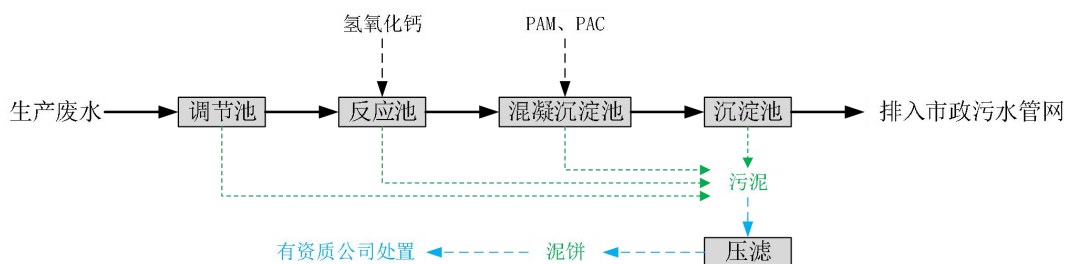 氢氧化钙
PAM、PAC
生产废水
调节池
反应池
混凝沉淀池
沉淀池
排入市政污水管网
污泥
有资质公司处置
泥饼
压滤